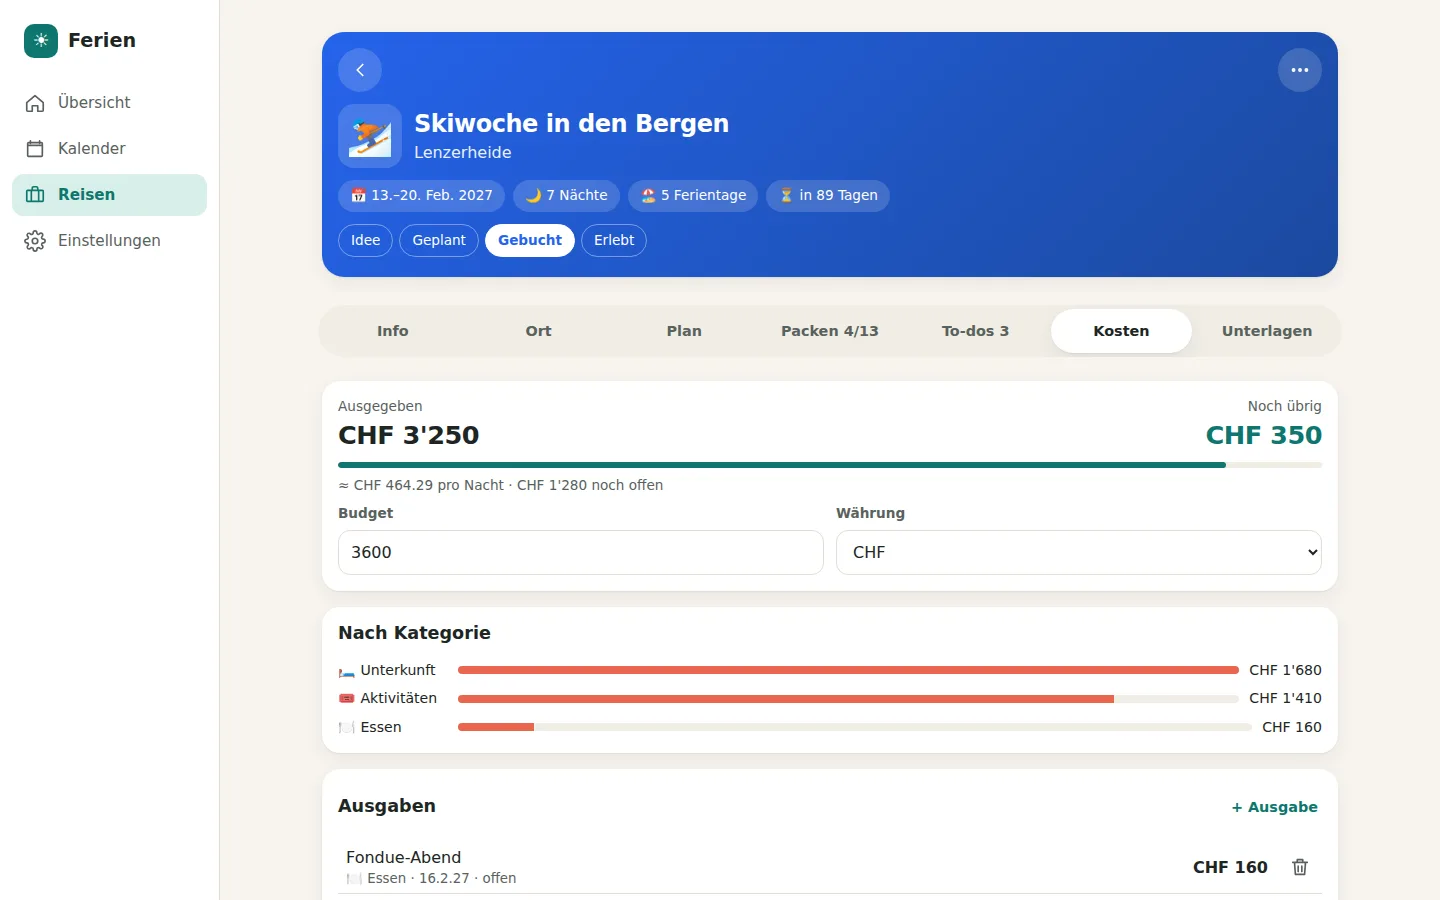 Ferien
Übersicht
Kalender
Reisen
Einstellungen
Skiwoche in den Bergen
Lenzerheide
13.–20. Feb. 2027 7 Nächte 5 Ferientage in 89 Tagen
Idee Geplant Gebucht Erlebt
Info Ort Plan Packen 4/13 To-dos 3 Kosten Unterlagen
Ausgegeben Noch übrig
CHF 3'250 CHF 350
≈ CHF 464.29 pro Nacht · CHF 1'280 noch offen
Budget Währung
3600 CHF
Nach Kategorie
Unterkunft CHF 1'680
Aktivitäten CHF 1'410
Essen CHF 160
Ausgaben + Ausgabe
Fondue-Abend
CHF 160
Essen · 16.2.27 · offen